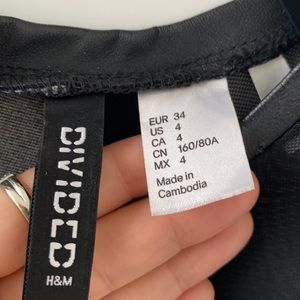 DIVIDED
H&M
EUR 34
US 4
CA 4
CN 160/80A
MX 4
Made in
Cambodia